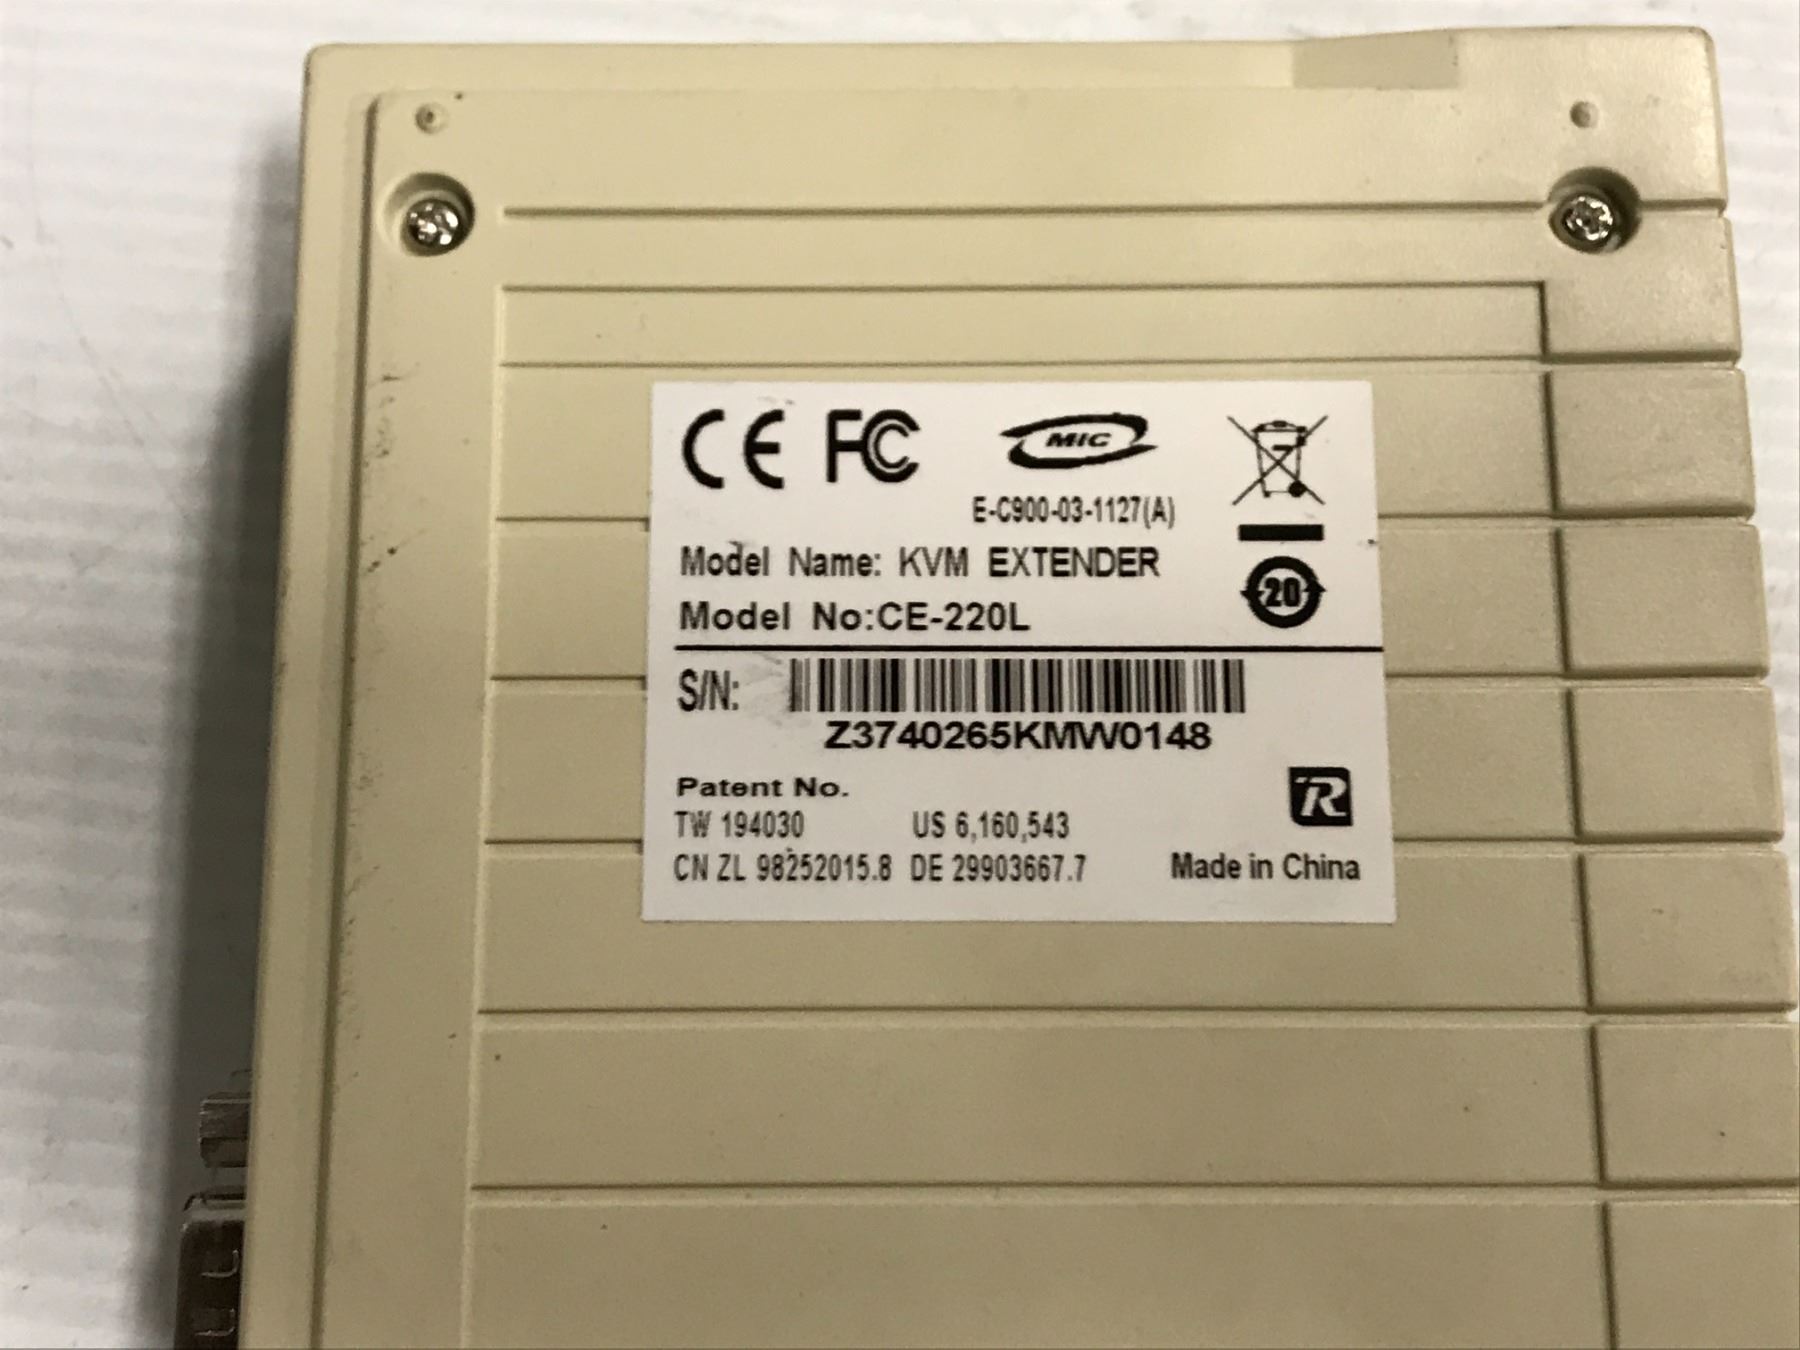 CE FC MIC
E-C900-03-1127(A)
Model Name: KVM EXTENDER
Model No:CE-220L
20
S/N:
Z3740265KMW0148
Patent No.
R
TW 194030 US 6,160,543
CN ZL 98252015.8 DE 29903667.7 Made in China